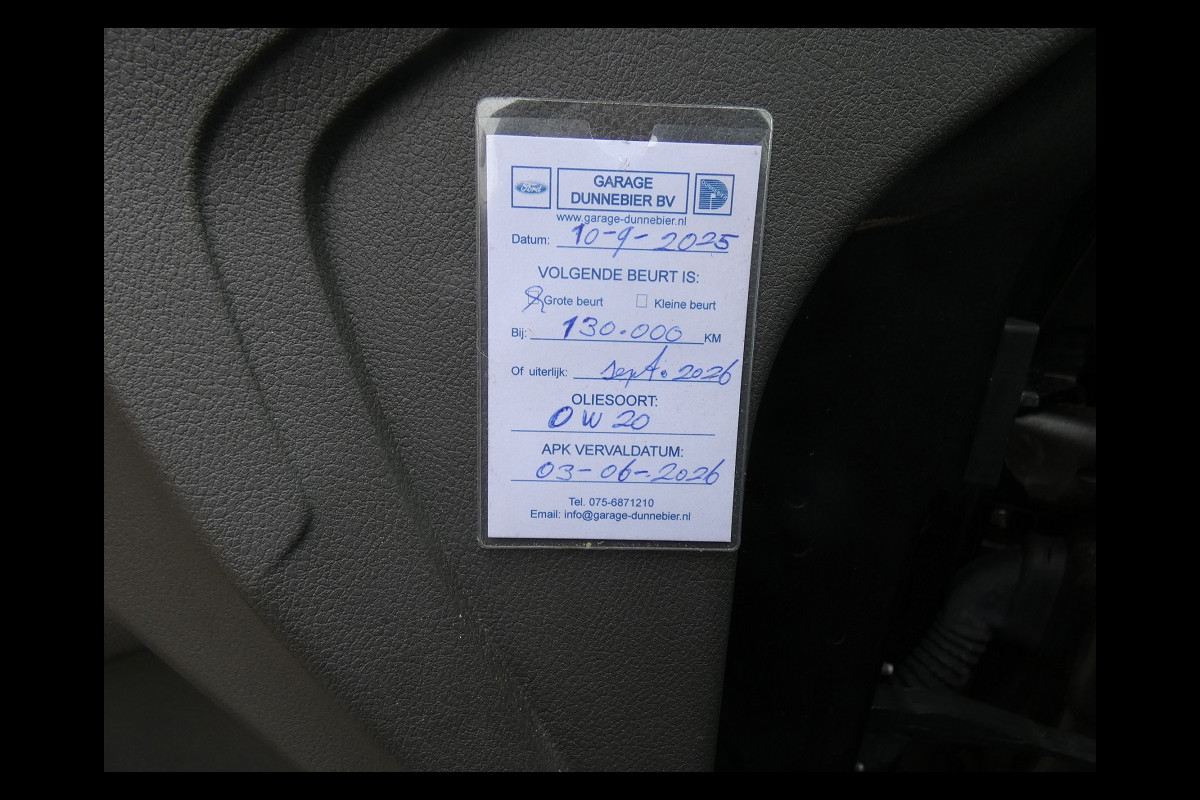 Ford
GARAGE
DUNNEBIER BV
www.garage-dunnebier.nl
Datum: 10-9-2025
VOLGENDE BEURT IS:
Grote beurt Kleine beurt
Bij: 130.000 KM
Of uiterlijk: sept. 2026
OLIESOORT:
0W20
APK VERVALDATUM:
03-06-2026
Tel. 075-6871210
Email: info@garage-dunnebier.nl